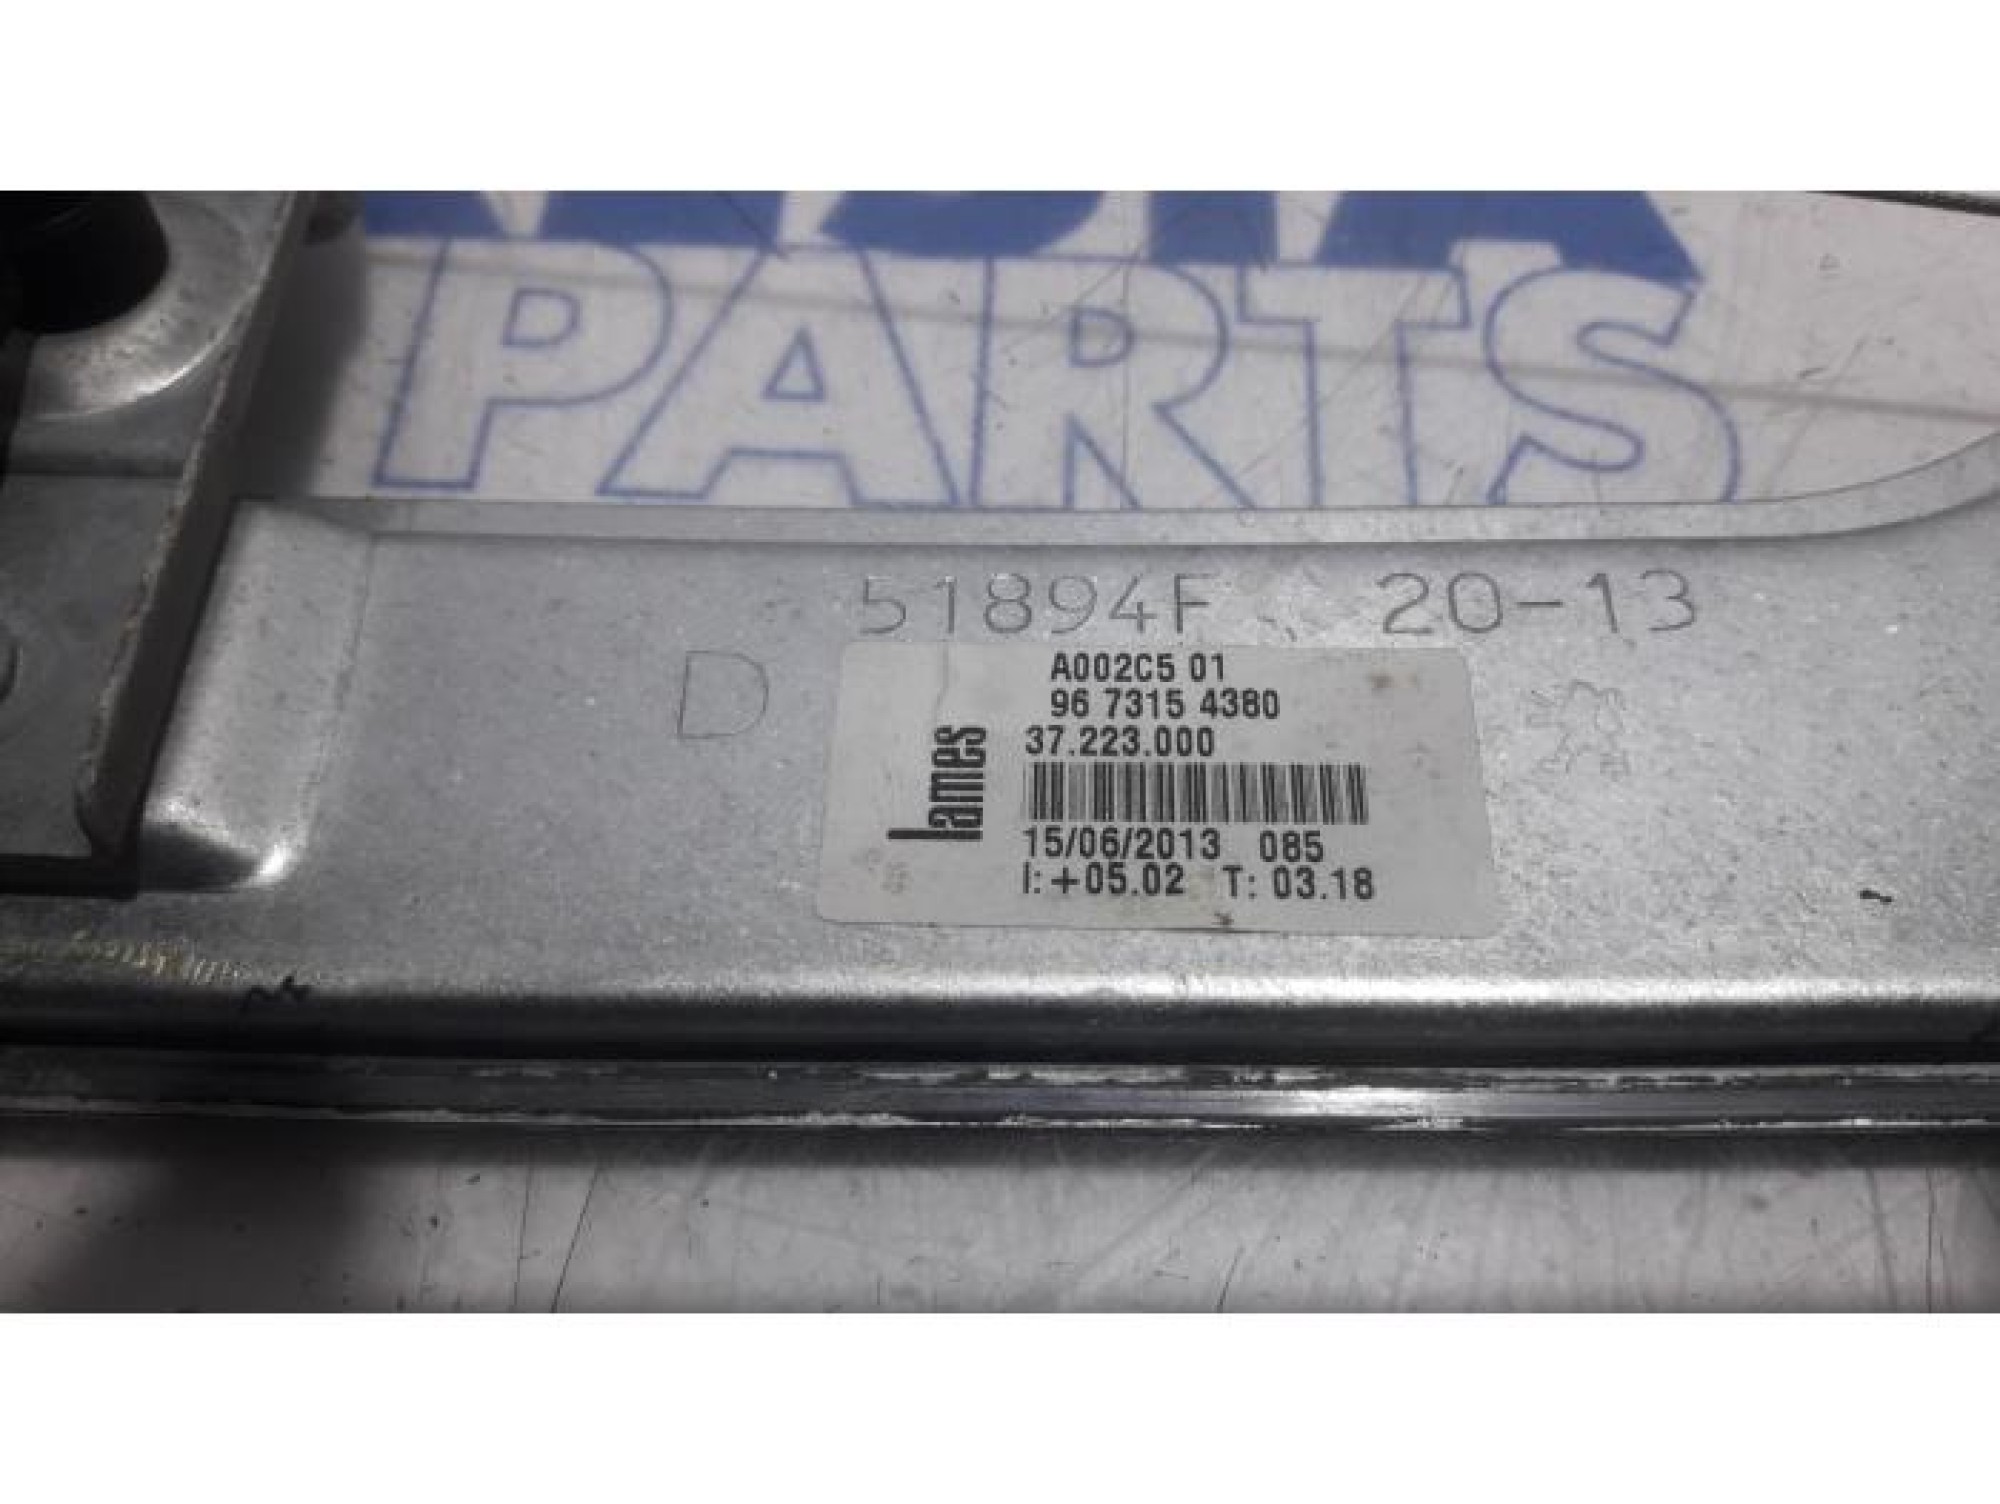 PARTS
51894F 20-13
D
A002C5 01
96 7315 4380
37.223.000
lames
15/06/2013 085
I: +05.02 T: 03.18